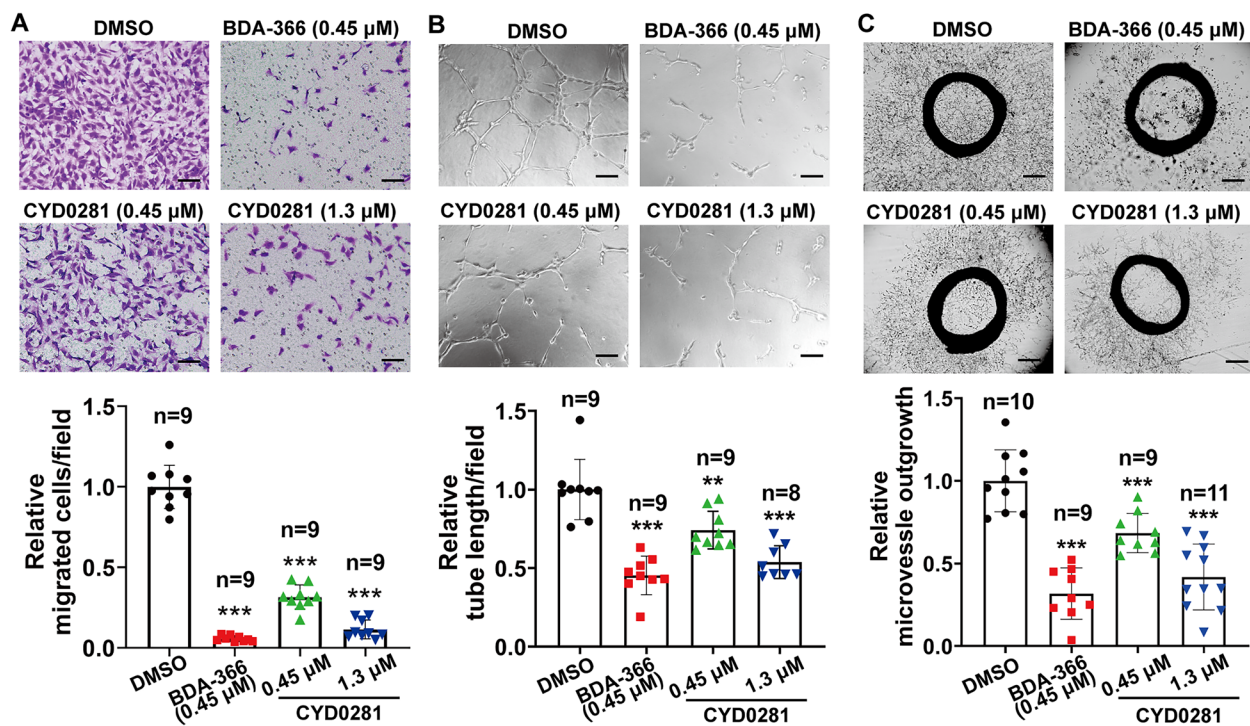 A
DMSO
BDA-366 (0.45 µM)
CYD0281 (0.45 µM)
CYD0281 (1.3 µM)
Relative
migrated cells/field
1.5
1.0
0.5
0.0
n=9
n=9
***
n=9
***
n=9
***
DMSO
BDA-366
(0.45 µM)
0.45 µM
1.3 µM
CYD0281
B
DMSO
BDA-366 (0.45 µM)
CYD0281 (0.45 µM)
CYD0281 (1.3 µM)
Relative
tube length/field
1.5
1.0
0.5
0.0
n=9
n=9
***
n=9
**
n=8
***
DMSO
BDA-366
(0.45 µM)
0.45 µM
1.3 µM
CYD0281
C
DMSO
BDA-366 (0.45 µM)
CYD0281 (0.45 µM)
CYD0281 (1.3 µM)
Relative
microvessle outgrowth
1.5
1.0
0.5
0.0
n=10
n=9
***
n=9
***
n=11
***
DMSO
BDA-366
(0.45 µM)
0.45 µM
1.3 µM
CYD0281